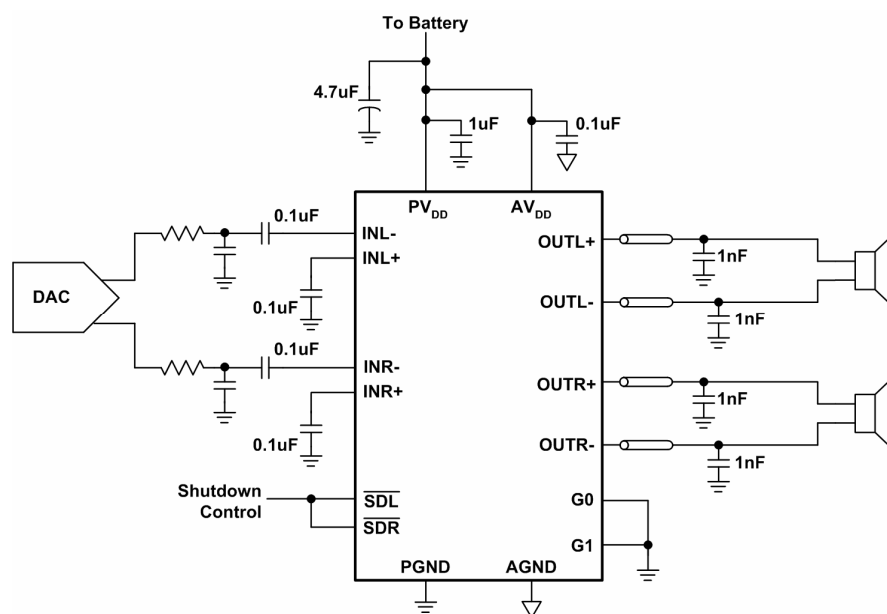 To Battery
4.7uF
1uF
0.1uF
PVDD
AVDD
0.1uF
INL-
INL+
0.1uF
DAC
0.1uF
INR-
INR+
0.1uF
Shutdown
Control
SDL
SDR
PGND
AGND
OUTL+
1nF
OUTL-
1nF
OUTR+
1nF
OUTR-
1nF
G0
G1